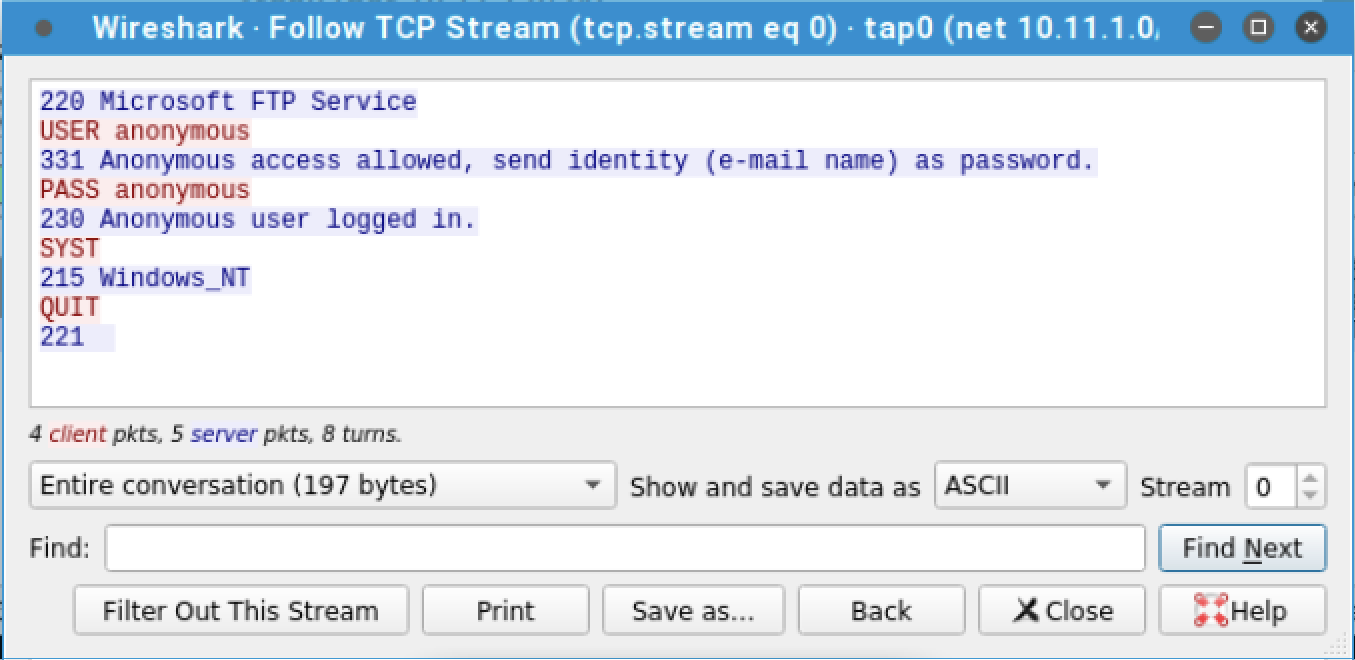 Wireshark · Follow TCP Stream (tcp.stream eq 0) · tap0 (net 10.11.1.0/
220 Microsoft FTP Service
USER anonymous
331 Anonymous access allowed, send identity (e-mail name) as password.
PASS anonymous
230 Anonymous user logged in.
SYST
215 Windows_NT
QUIT
221
4 client pkts, 5 server pkts, 8 turns.
Entire conversation (197 bytes) Show and save data as ASCII Stream 0
Find: Find Next
Filter Out This Stream Print Save as... Back Close Help